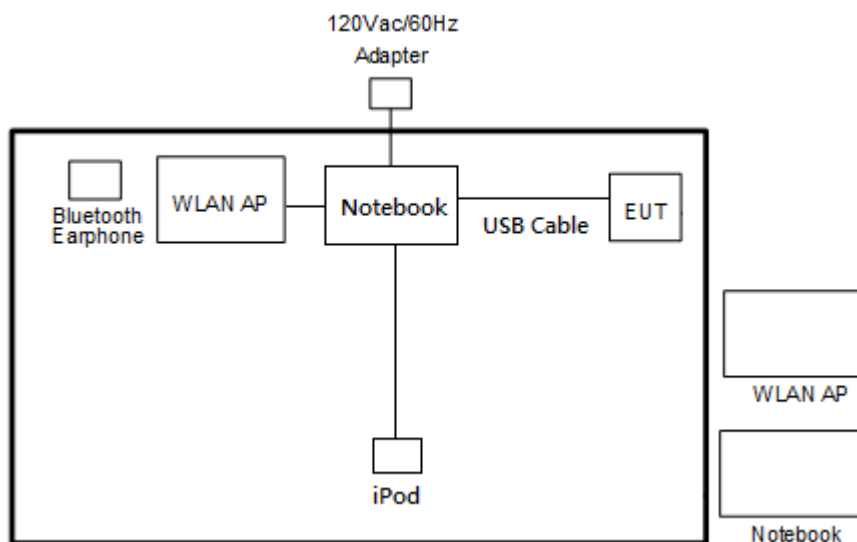 120Vac/60Hz
Adapter
Bluetooth
Earphone
WLAN AP
Notebook
USB Cable
EUT
WLAN AP
iPod
Notebook